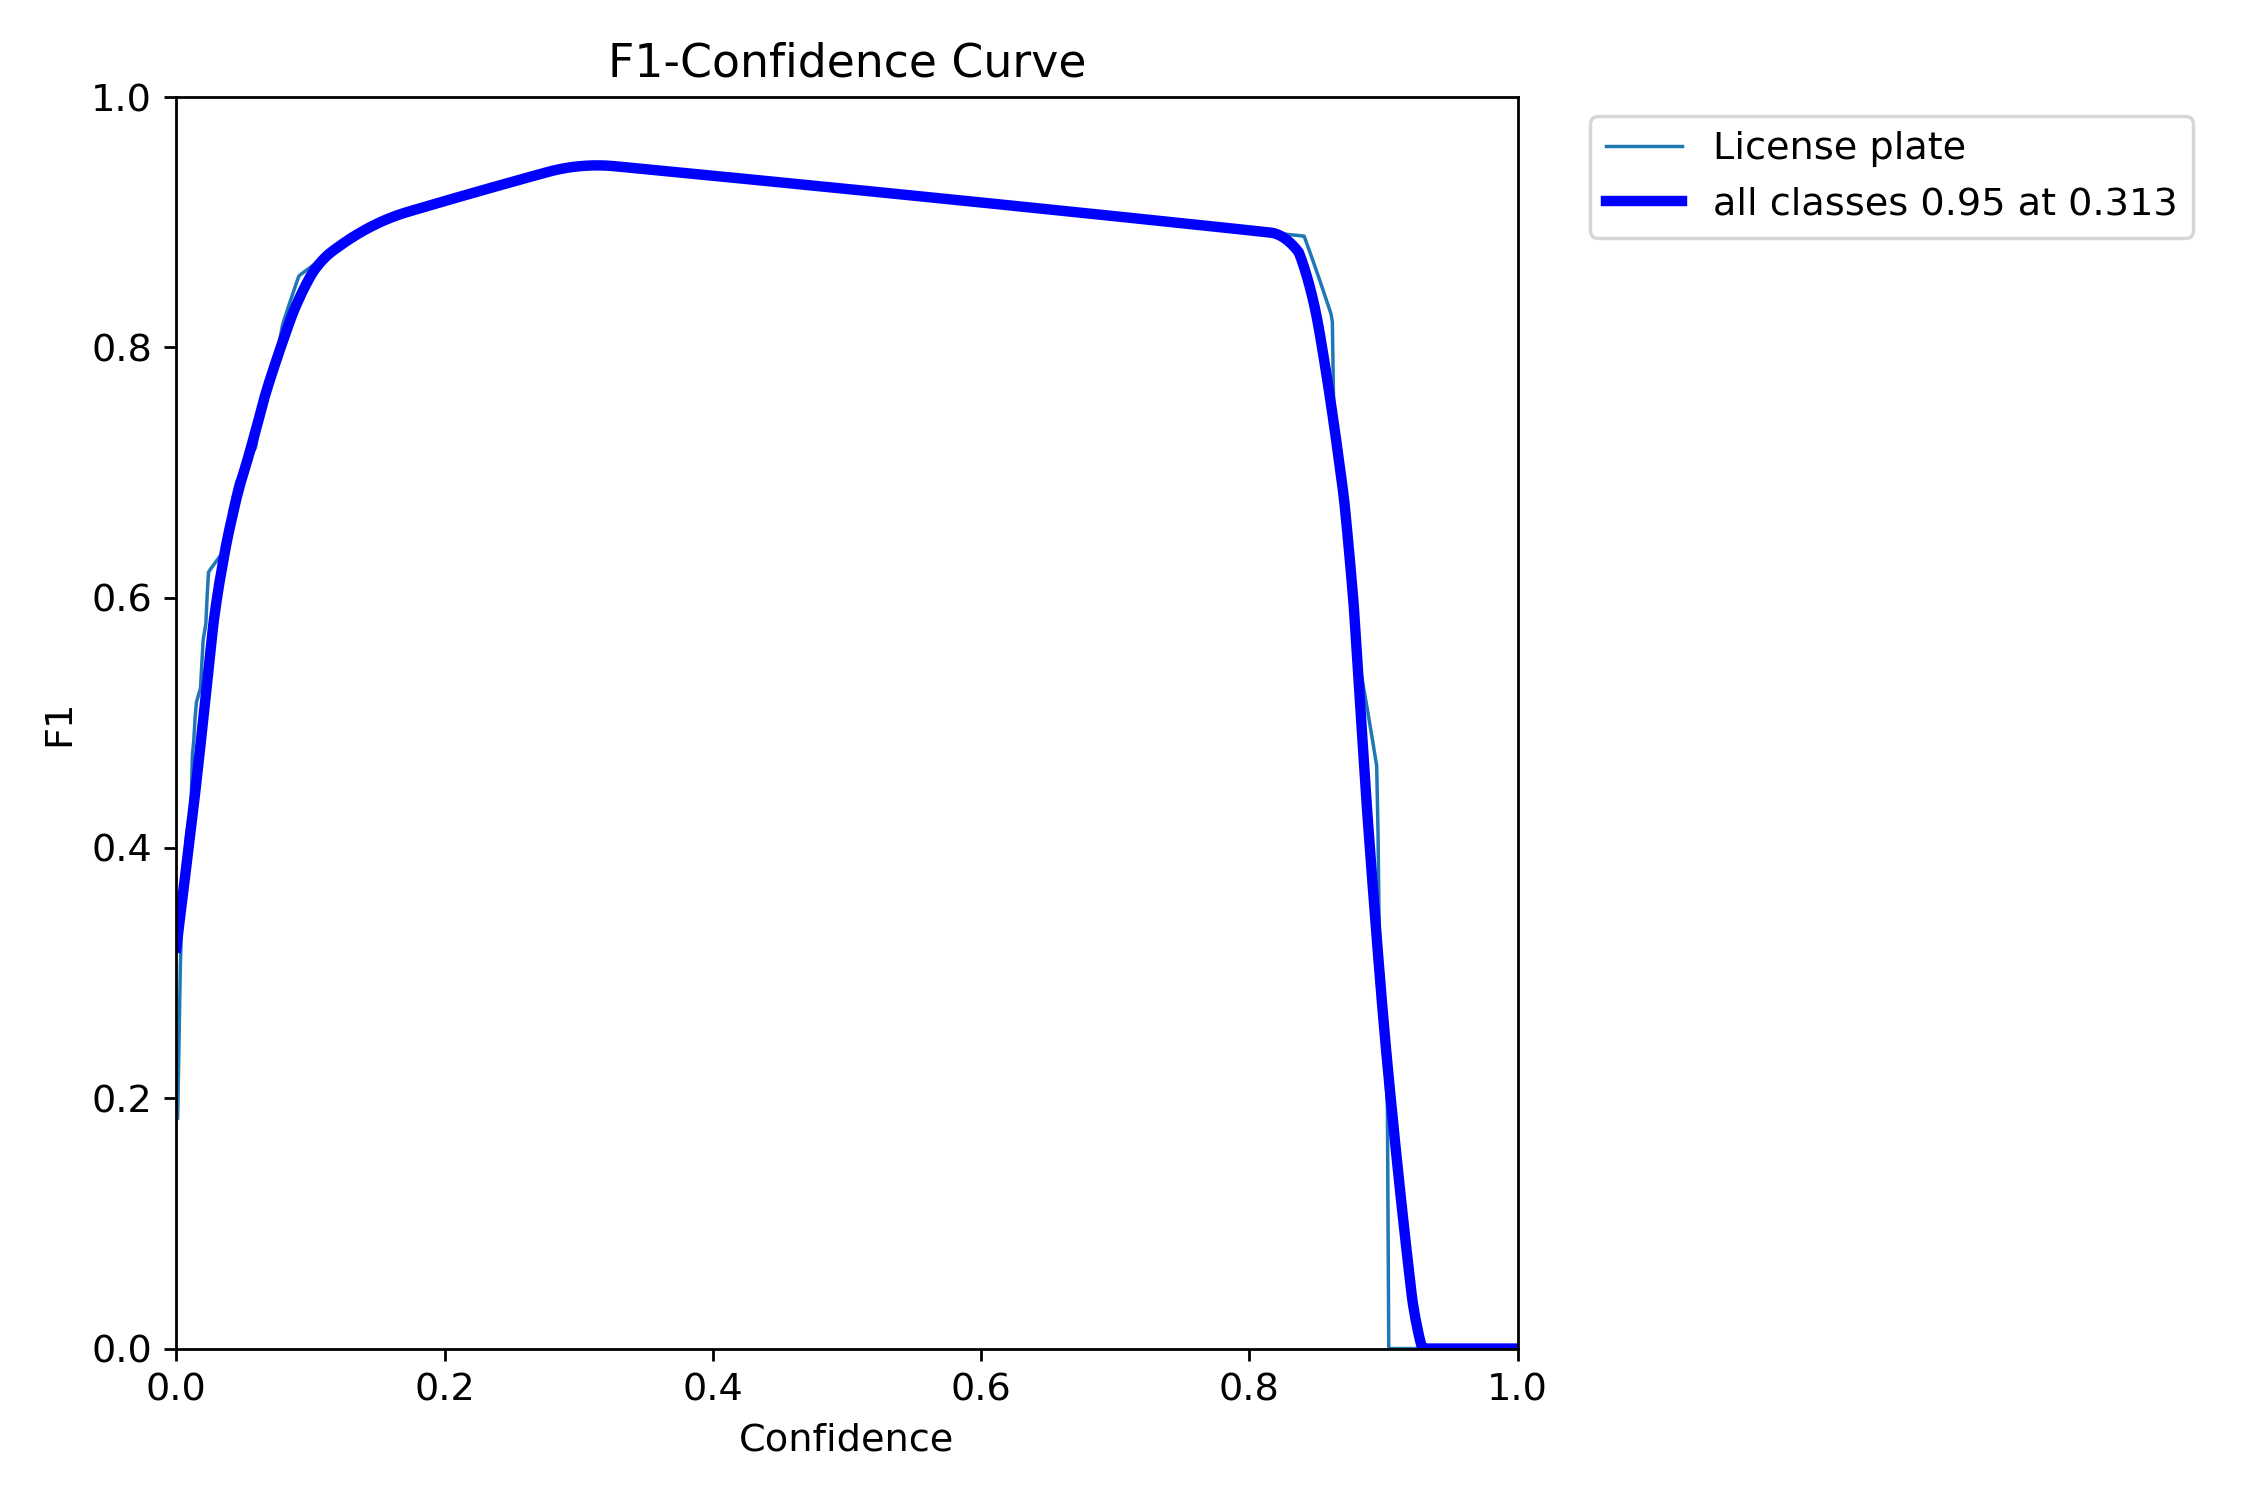 F1-Confidence Curve
1.0
0.8
0.6
0.4
0.2
0.0
F1
0.0 0.2 0.4 0.6 0.8 1.0
Confidence
License plate
all classes 0.95 at 0.313